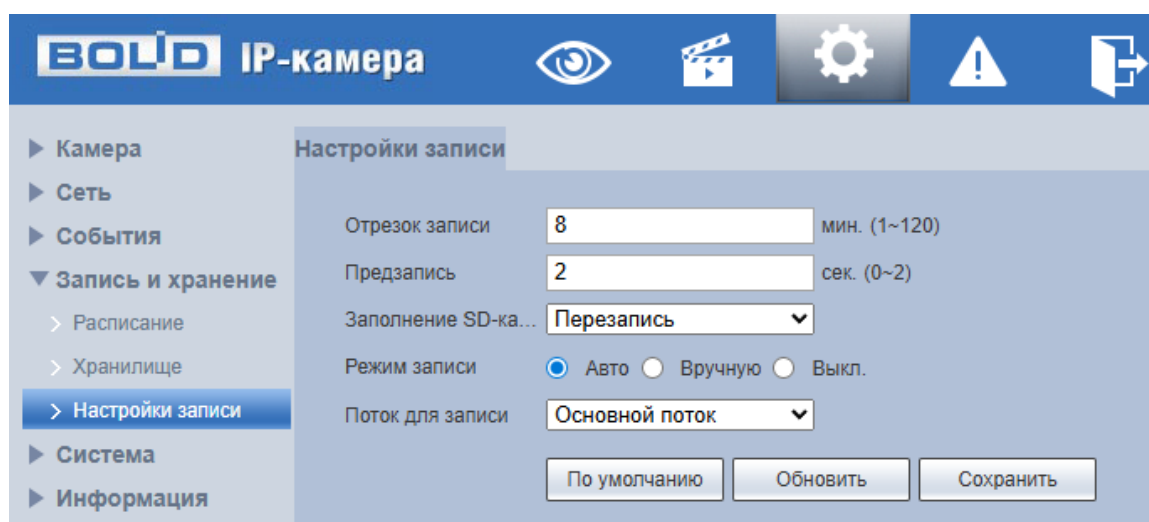 BOLID IP-камера
Камера
Настройки записи
Сеть
События
Запись и хранение
Расписание
Хранилище
Настройки записи
Система
Информация
Отрезок записи 8 мин. (1~120)
Предзапись 2 сек. (0~2)
Заполнение SD-ка... Перезапись
Режим записи Авто Вручную Выкл.
Поток для записи Основной поток
По умолчанию Обновить Сохранить